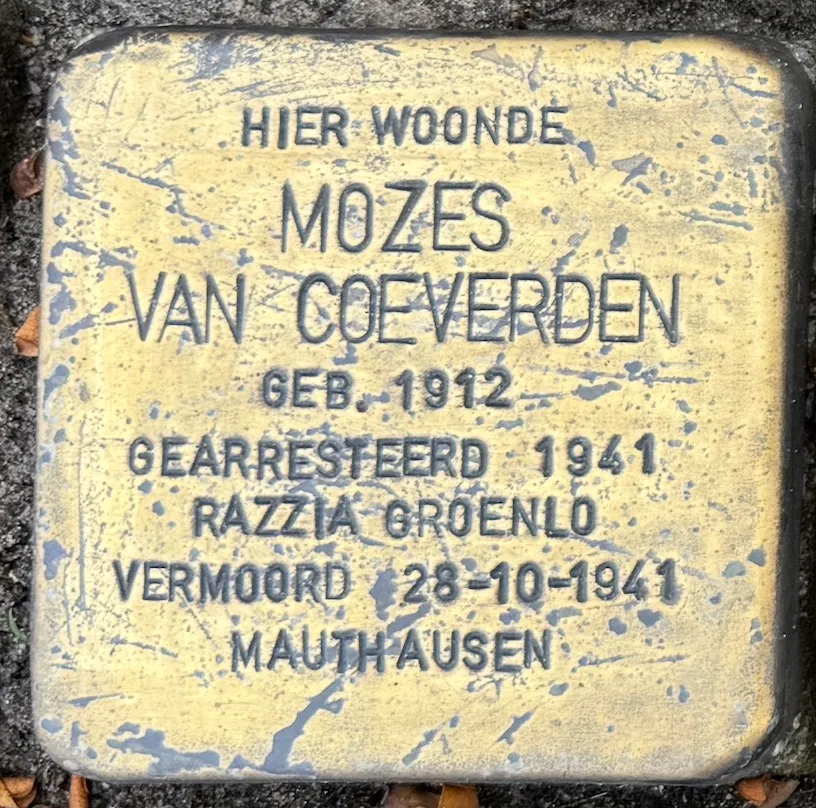 HIER WOONDE
MOZES
VAN COEVERDEN
GEB. 1912
GEARRESTEERD 1941
RAZZIA GROENLO
VERMOORD 28-10-1941
MAUTHAUSEN